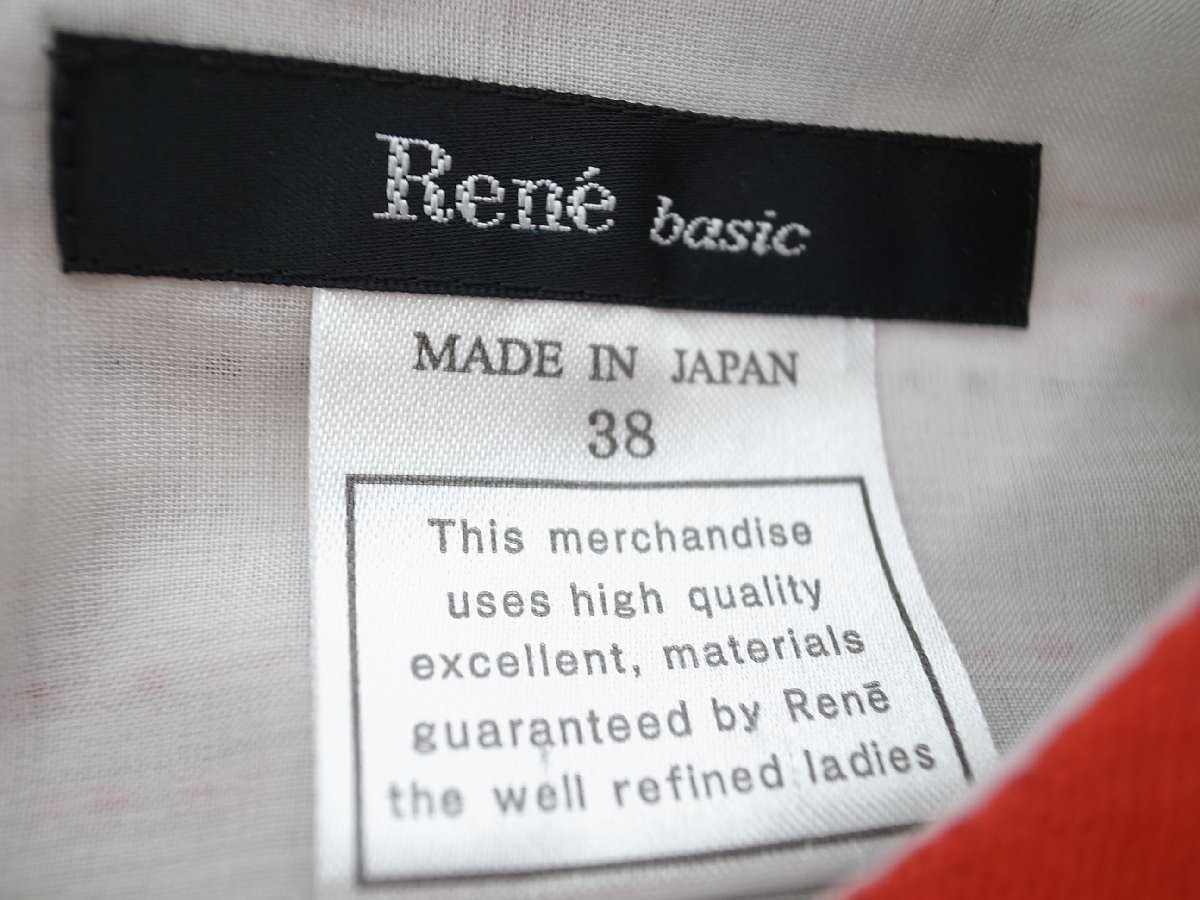 René basic
MADE IN JAPAN
38
This merchandise
uses high quality
excellent, materials
guaranteed by Renē
the well refined ladies